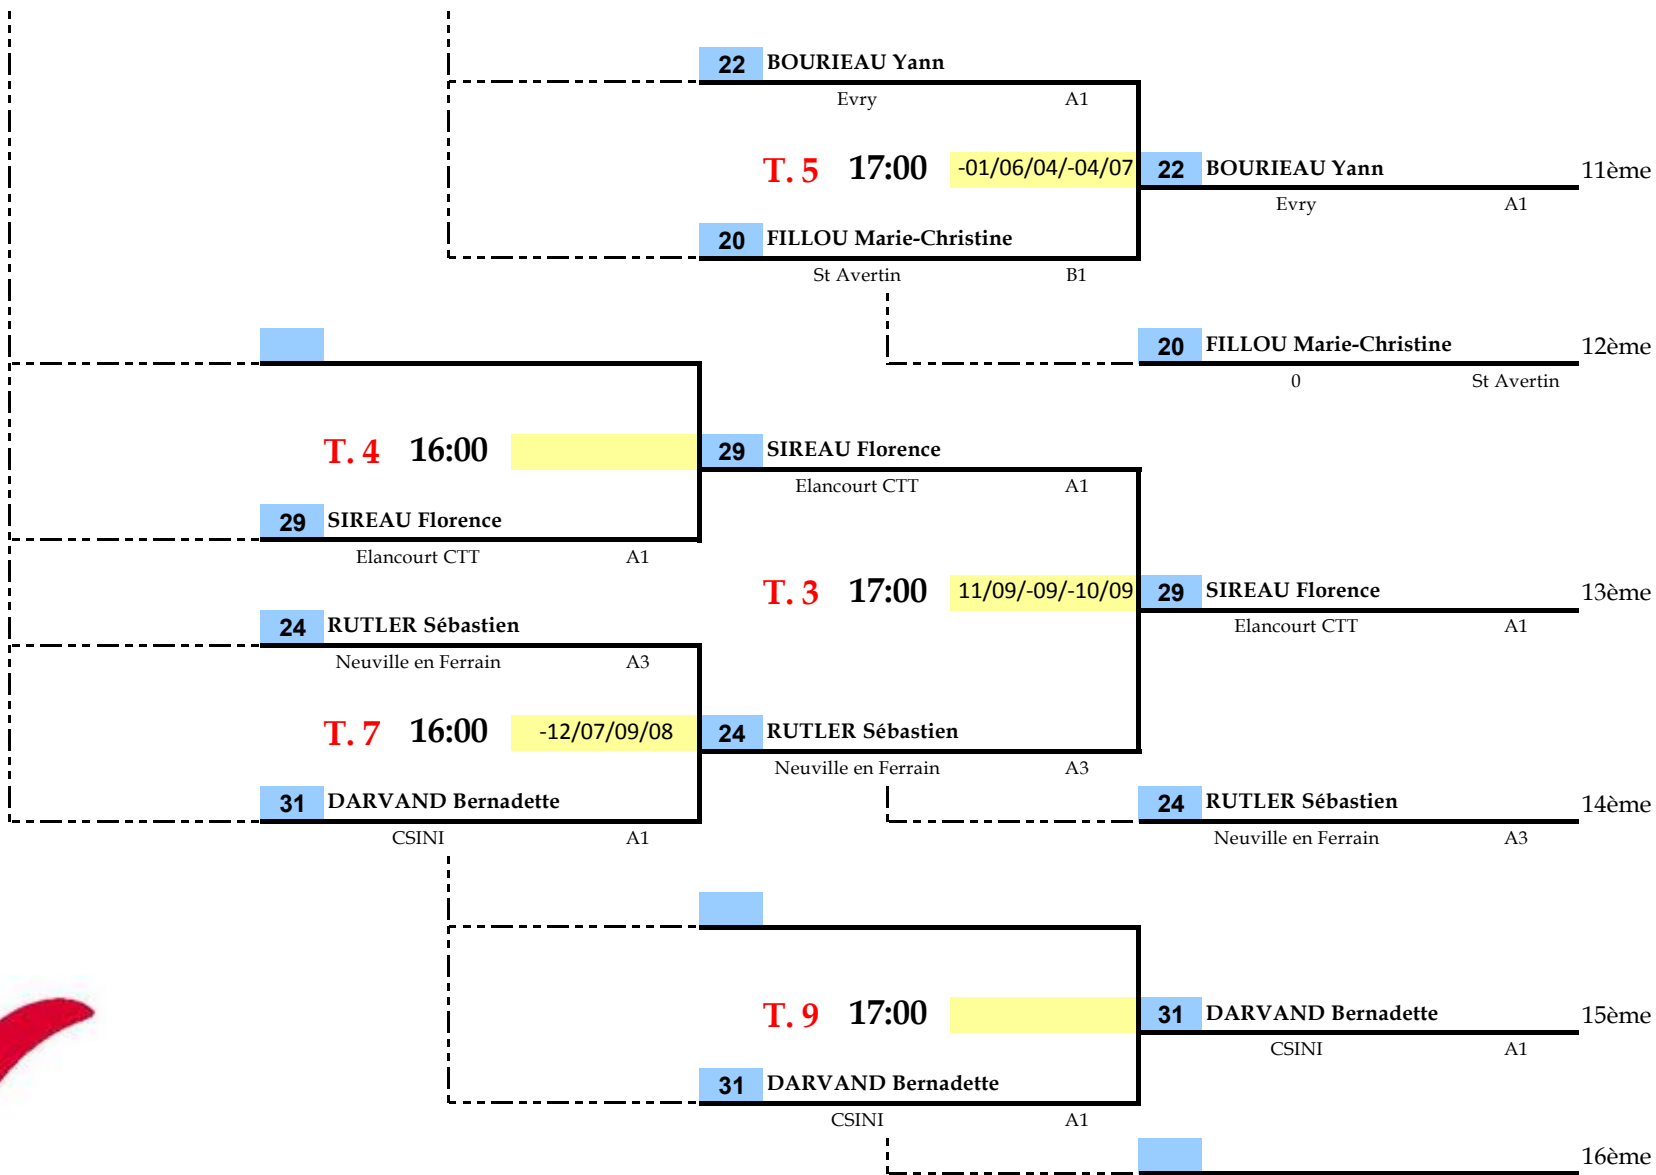 22 BOURIEAU Yann
Evry A1
T. 5 17:00 -01/06/04/-04/07 22 BOURIEAU Yann 11ème
Evry A1
20 FILLOU Marie-Christine
St Avertin B1
20 FILLOU Marie-Christine 12ème
0 St Avertin
T. 4 16:00 29 SIREAU Florence
Elancourt CTT A1
29 SIREAU Florence
Elancourt CTT A1
T. 3 17:00 11/09/-09/-10/09 29 SIREAU Florence 13ème
Elancourt CTT A1
24 RUTLER Sébastien
Neuville en Ferrain A3
T. 7 16:00 -12/07/09/08 24 RUTLER Sébastien
Neuville en Ferrain A3
31 DARVAND Bernadette 24 RUTLER Sébastien 14ème
CSINI A1 Neuville en Ferrain A3
T. 9 17:00 31 DARVAND Bernadette 15ème
CSINI A1
31 DARVAND Bernadette
CSINI A1
16ème